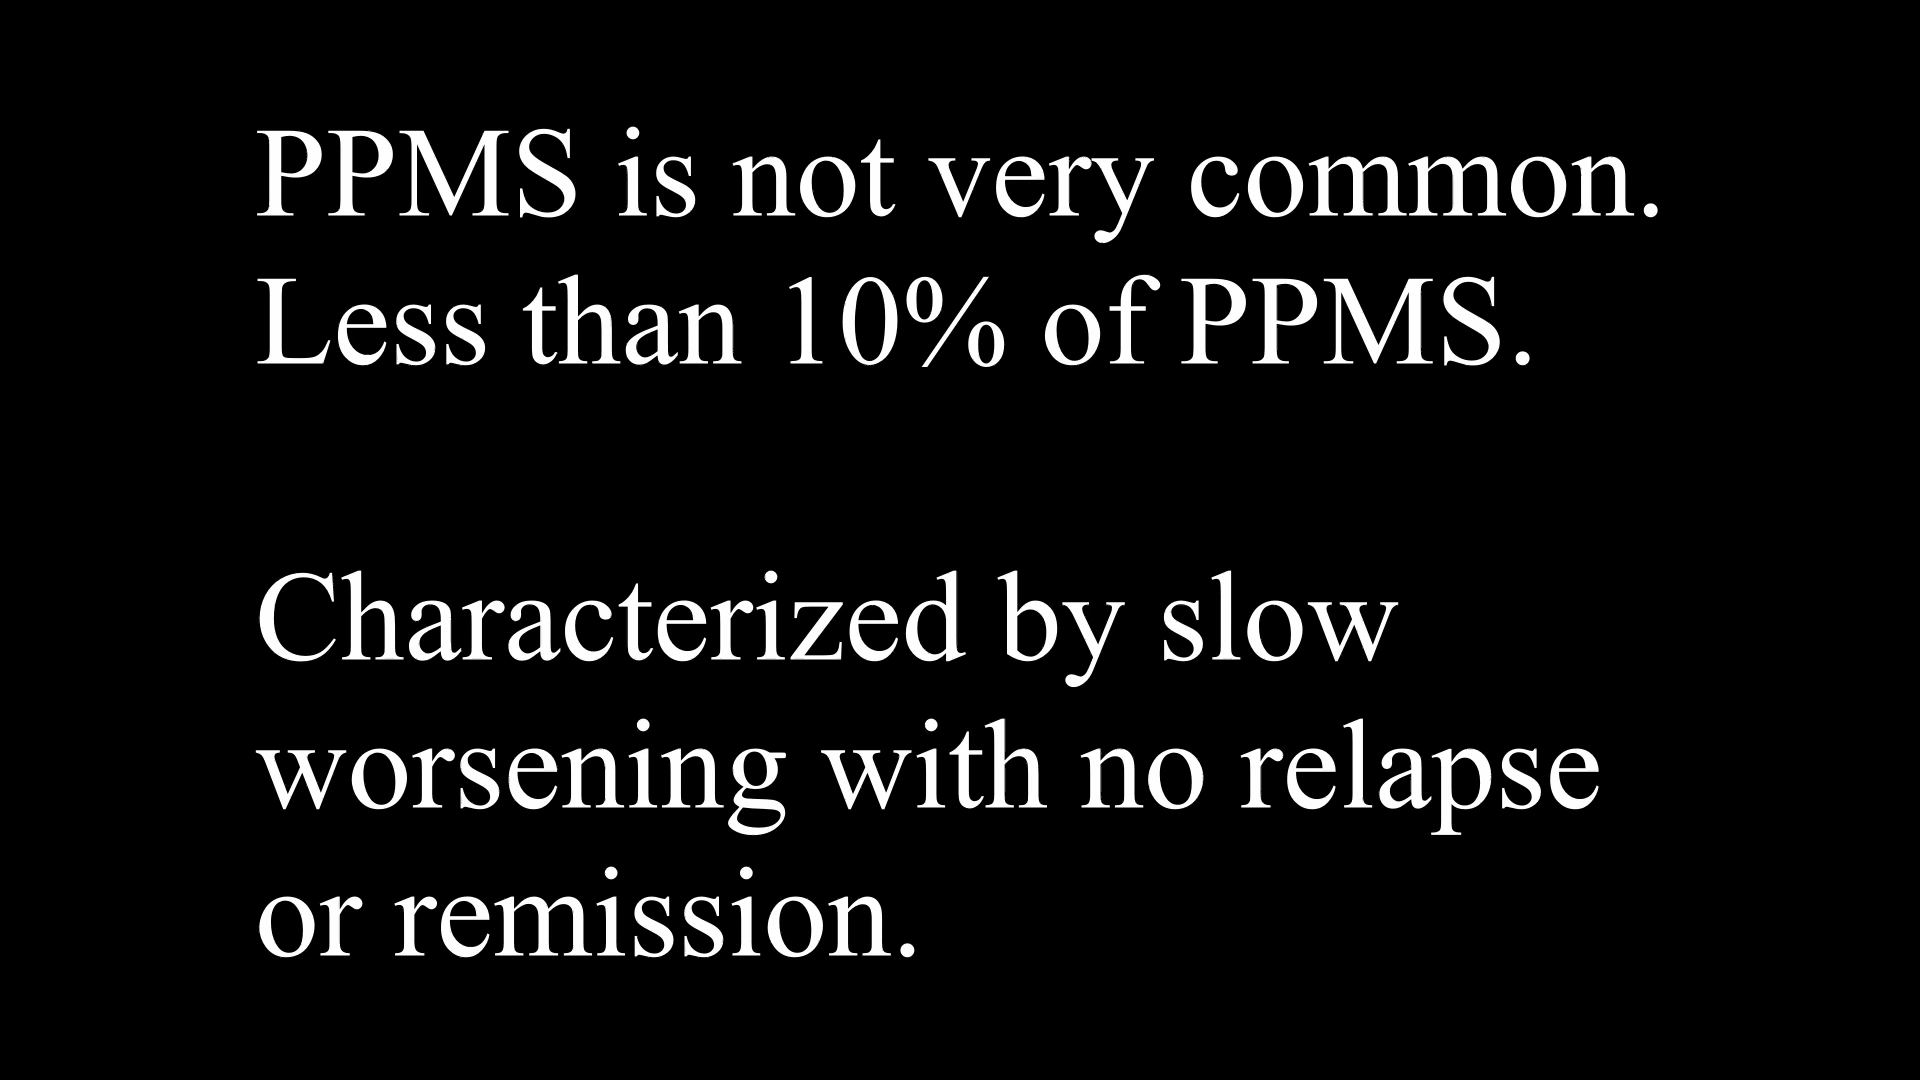 PPMS is not very common.
Less than 10% of PPMS.
Characterized by slow
worsening with no relapse
or remission.